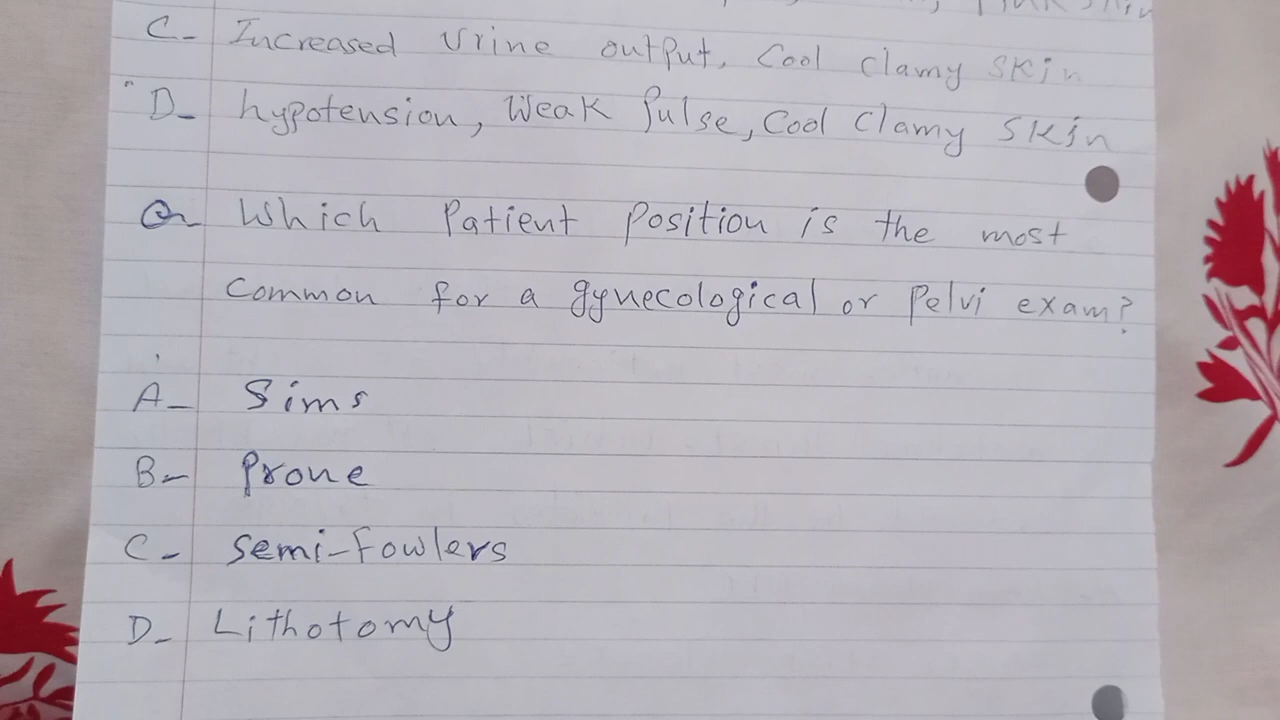 C- Increased Urine output, Cool clamy skin
D- hypotension, Weak Pulse, Cool clamy skin
Q- Which Patient Position is the most
common for a gynecological or Pelvi exam?
A- Sims
B- Prone
C- Semi-Fowlers
D- Lithotomy